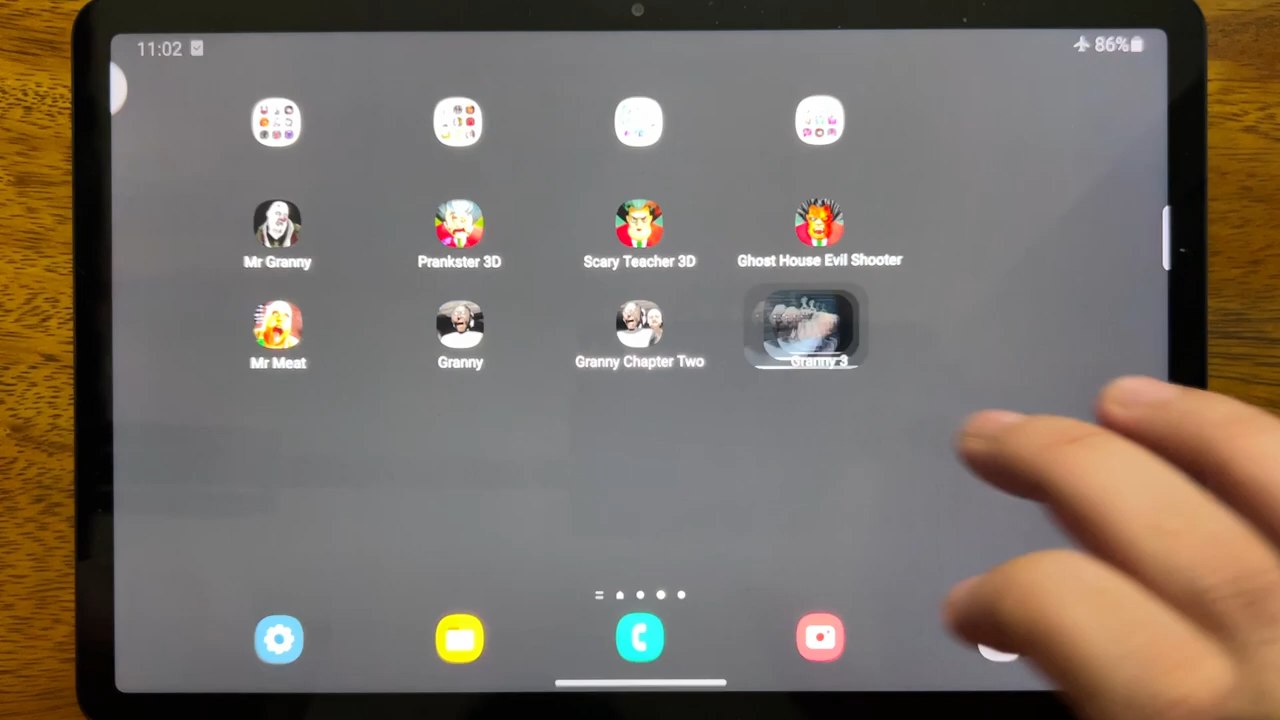 11:02
86%
Mr Granny
Prankster 3D
Scary Teacher 3D
Ghost House Evil Shooter
Mr Meat
Granny
Granny Chapter Two
Granny 3